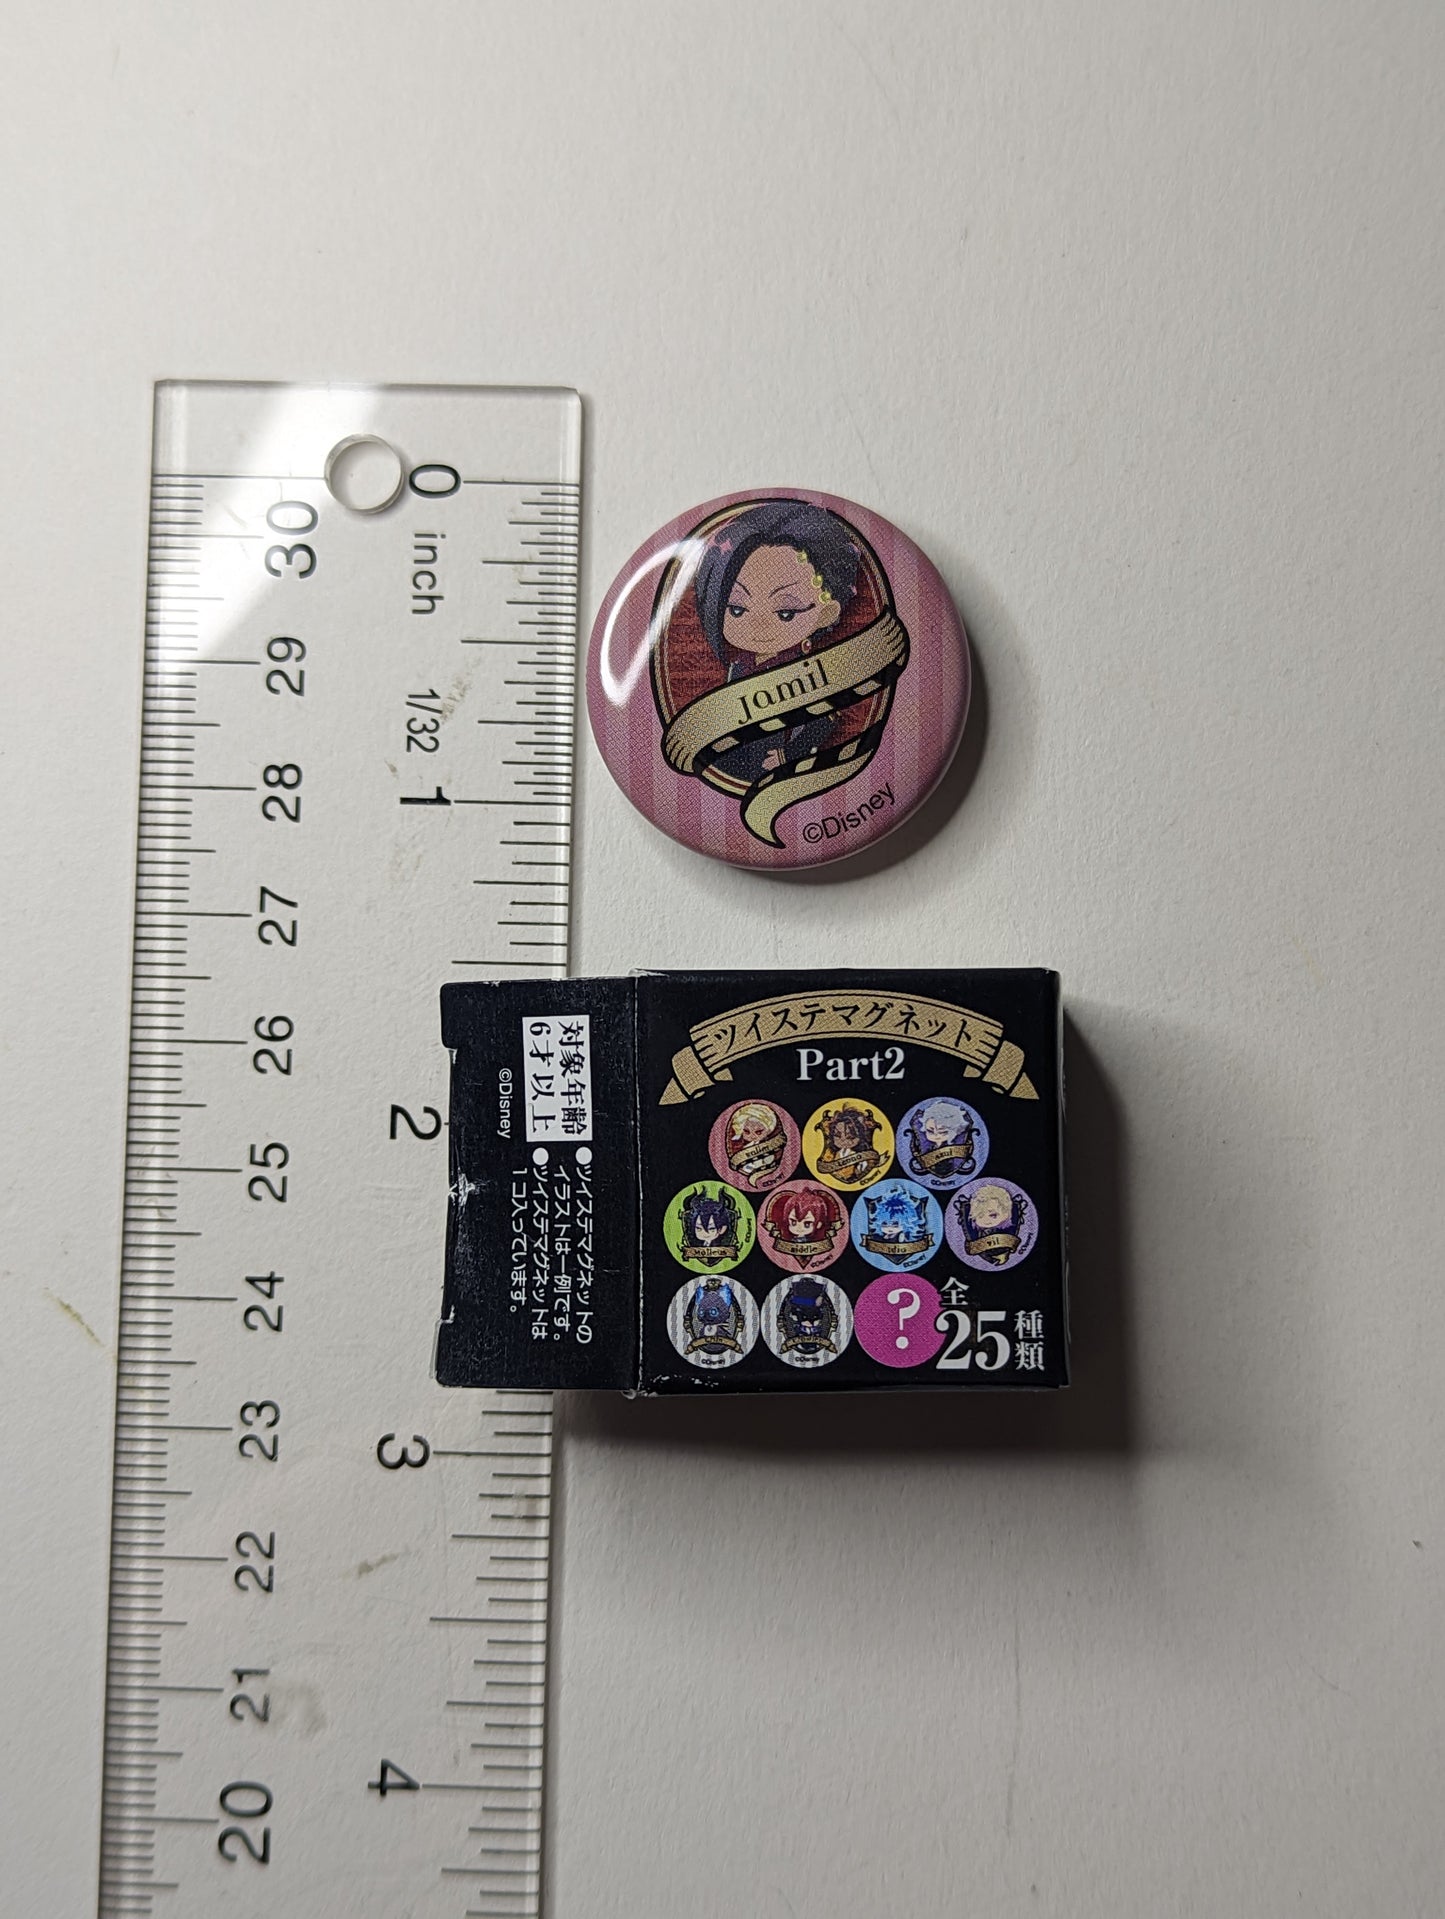 0
inch
1/32
1
2
3
4
30
29
28
27
26
25
24
23
22
21
20
Jamil
©Disney
ツイステマグネット
Part2
Malleus
Riddle
Idia
Vil
?
全
25
種類
対象年齢
6才以上
●ツイステマグネットの
イラストは一例です。
●ツイステマグネットは
1コ入っています。
©Disney